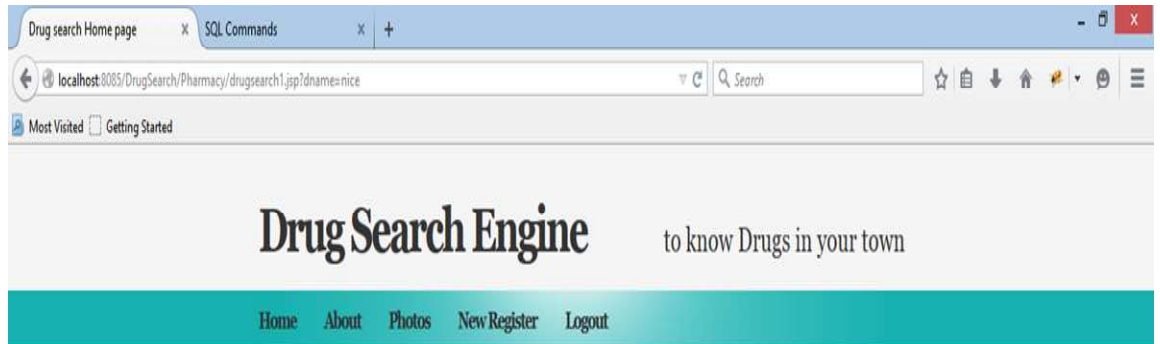 Drug search Home page x SQL Commands x +
localhost:8085/DrugSearch/Pharmacy/drugsearch1.jsp?dname=nice Search
Most Visited Getting Started
Drug Search Engine to know Drugs in your town
Home About Photos New Register Logout